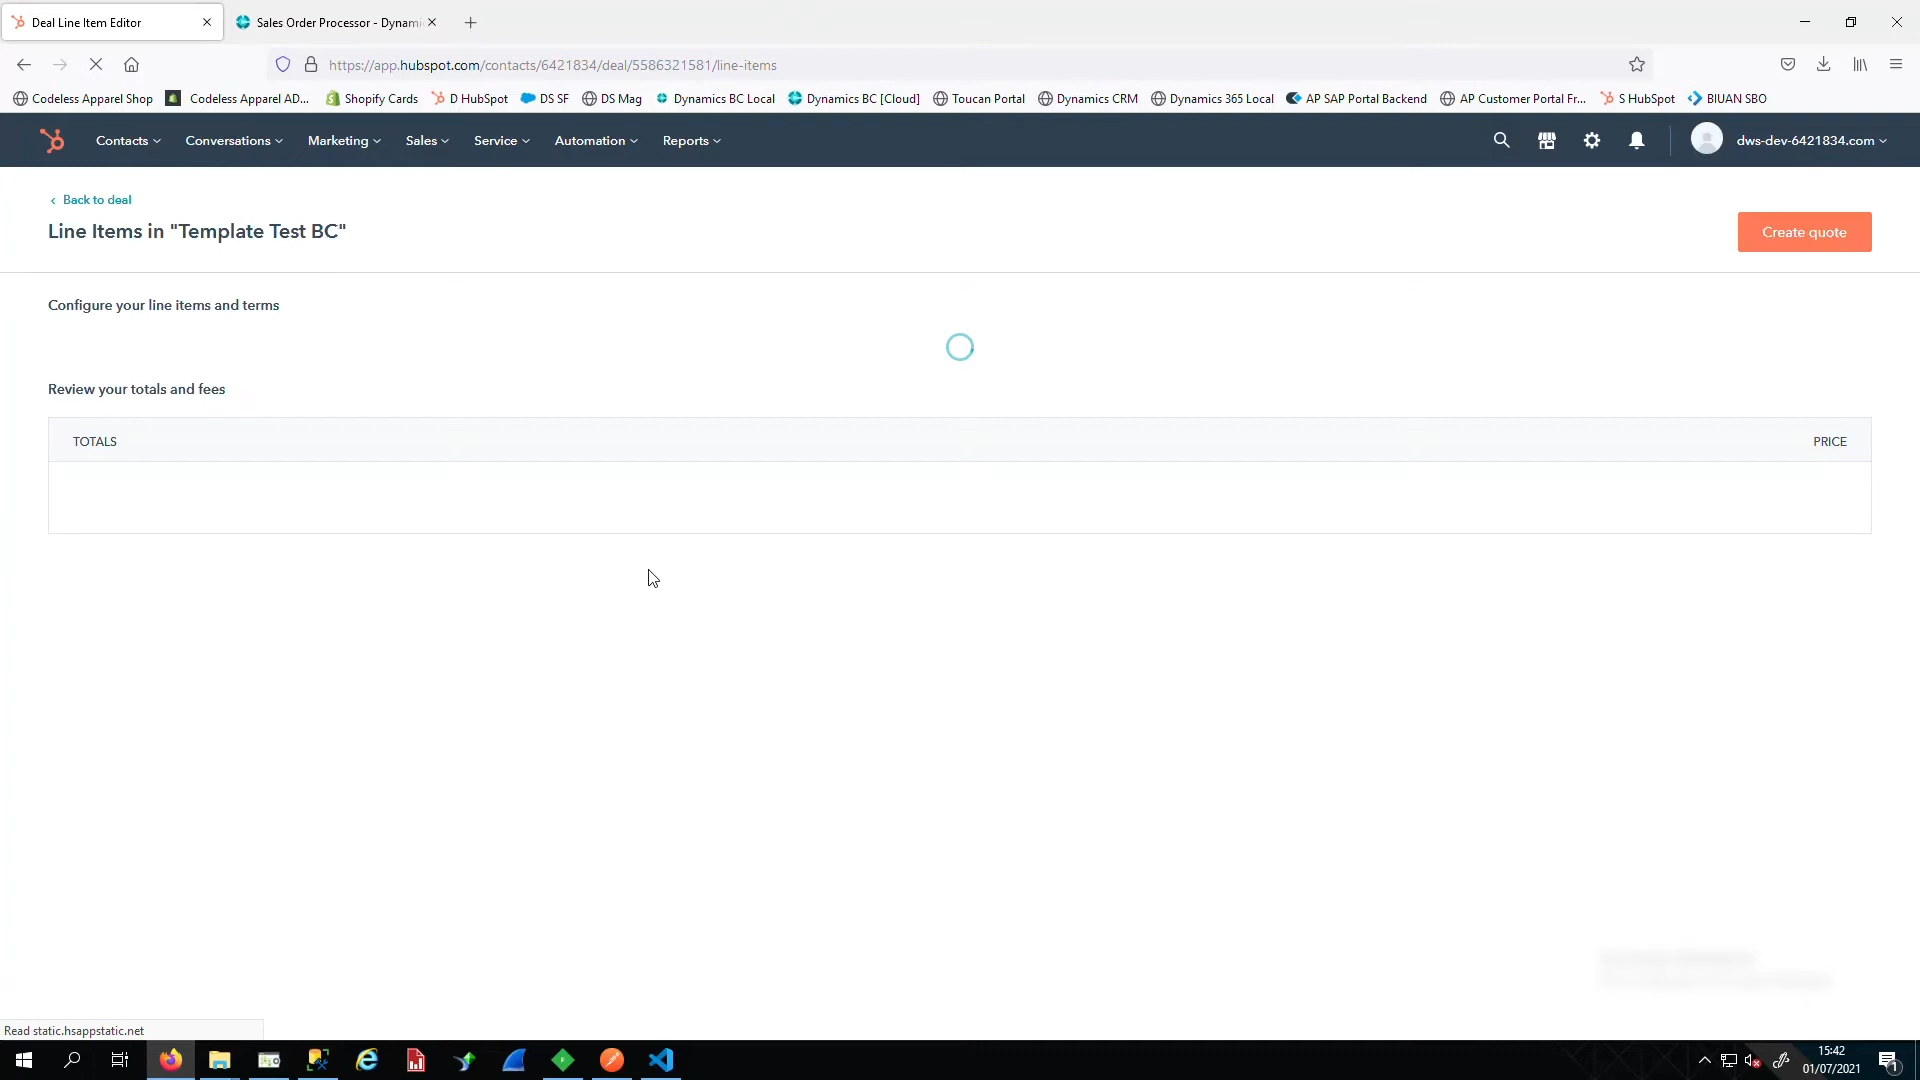 Deal Line Item Editor
Sales Order Processor - Dynami
https://app.hubspot.com/contacts/6421834/deal/5586321581/line-items
Codeless Apparel Shop
Codeless Apparel AD...
Shopify Cards
D HubSpot
DS SF
DS Mag
Dynamics BC Local
Dynamics BC [Cloud]
Toucan Portal
Dynamics CRM
Dynamics 365 Local
AP SAP Portal Backend
AP Customer Portal Fr...
S HubSpot
BIUAN SBO
Contacts
Conversations
Marketing
Sales
Service
Automation
Reports
dws-dev-6421834.com
Back to deal
Line Items in "Template Test BC"
Create quote
Configure your line items and terms
Review your totals and fees
TOTALS
PRICE
Read static.hsappstatic.net
15:42
01/07/2021
1